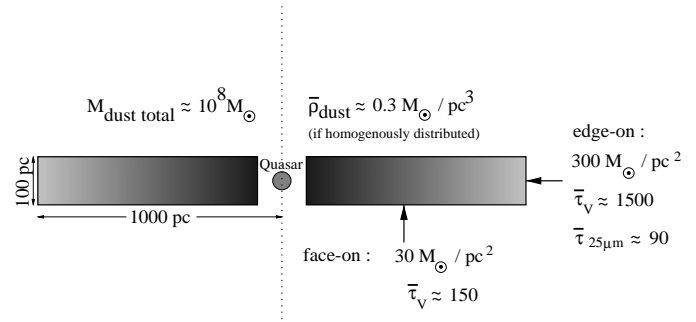 M_dust total ≈ 10^8 M_⊙
ρ̅_dust ≈ 0.3 M_⊙ / pc^3
(if homogenously distributed)
edge-on :
300 M_⊙ / pc^2
τ̅_V ≈ 1500
τ̅_25μm ≈ 90
Quasar
100 pc
1000 pc
face-on : 30 M_⊙ / pc^2
τ̅_V ≈ 150